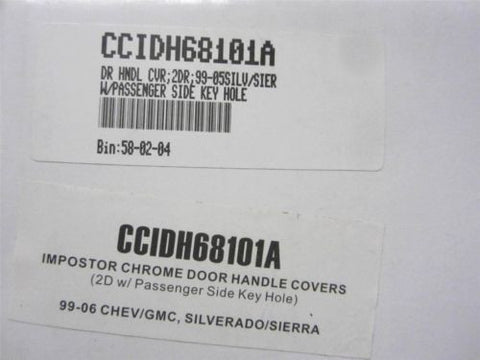 CCIDH68101A
DR HNDL CVR;2DR;99-05SILV/SIER
W/PASSENGER SIDE KEY HOLE
Bin:58-02-04
CCIDH68101A
IMPOSTOR CHROME DOOR HANDLE COVERS
(2D w/ Passenger Side Key Hole)
99-06 CHEV/GMC, SILVERADO/SIERRA